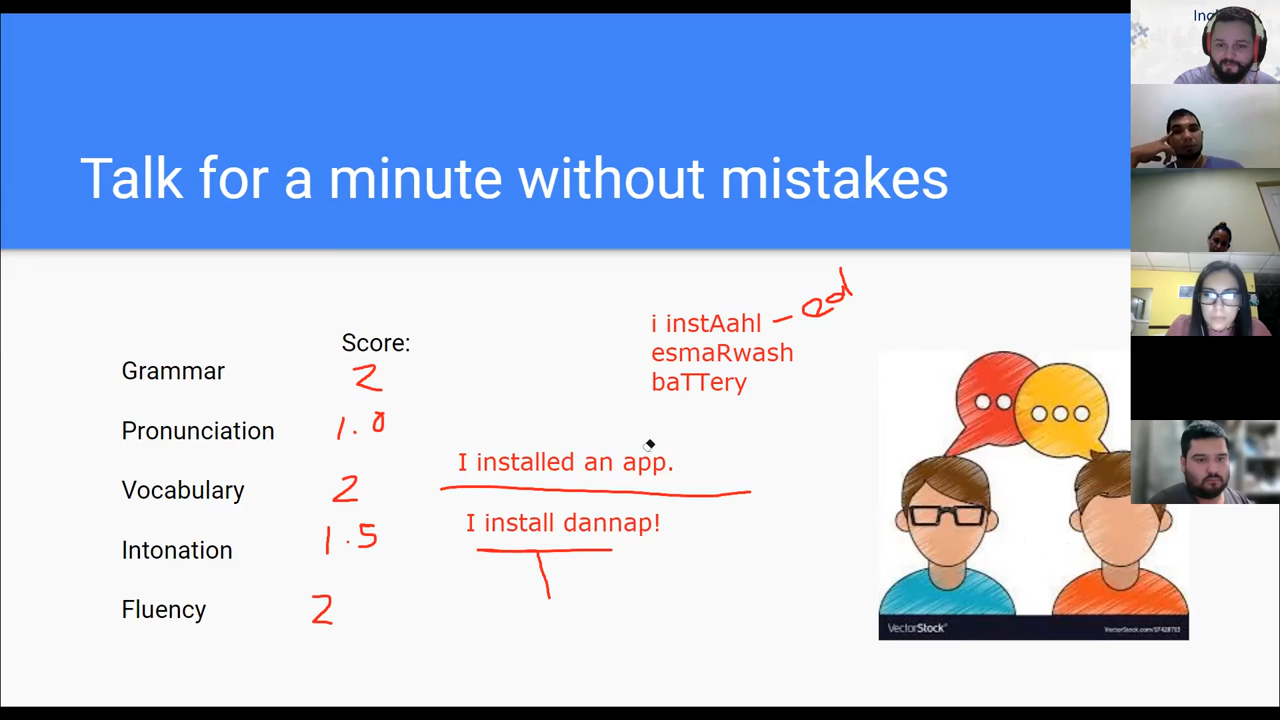 Talk for a minute without mistakes
Score:
Grammar 2
Pronunciation 1.0
Vocabulary 2
Intonation 1.5
Fluency 2
i instAahl – ed
esmaRwash
baTTery
I installed an app.
I install dannap!
VectorStock®